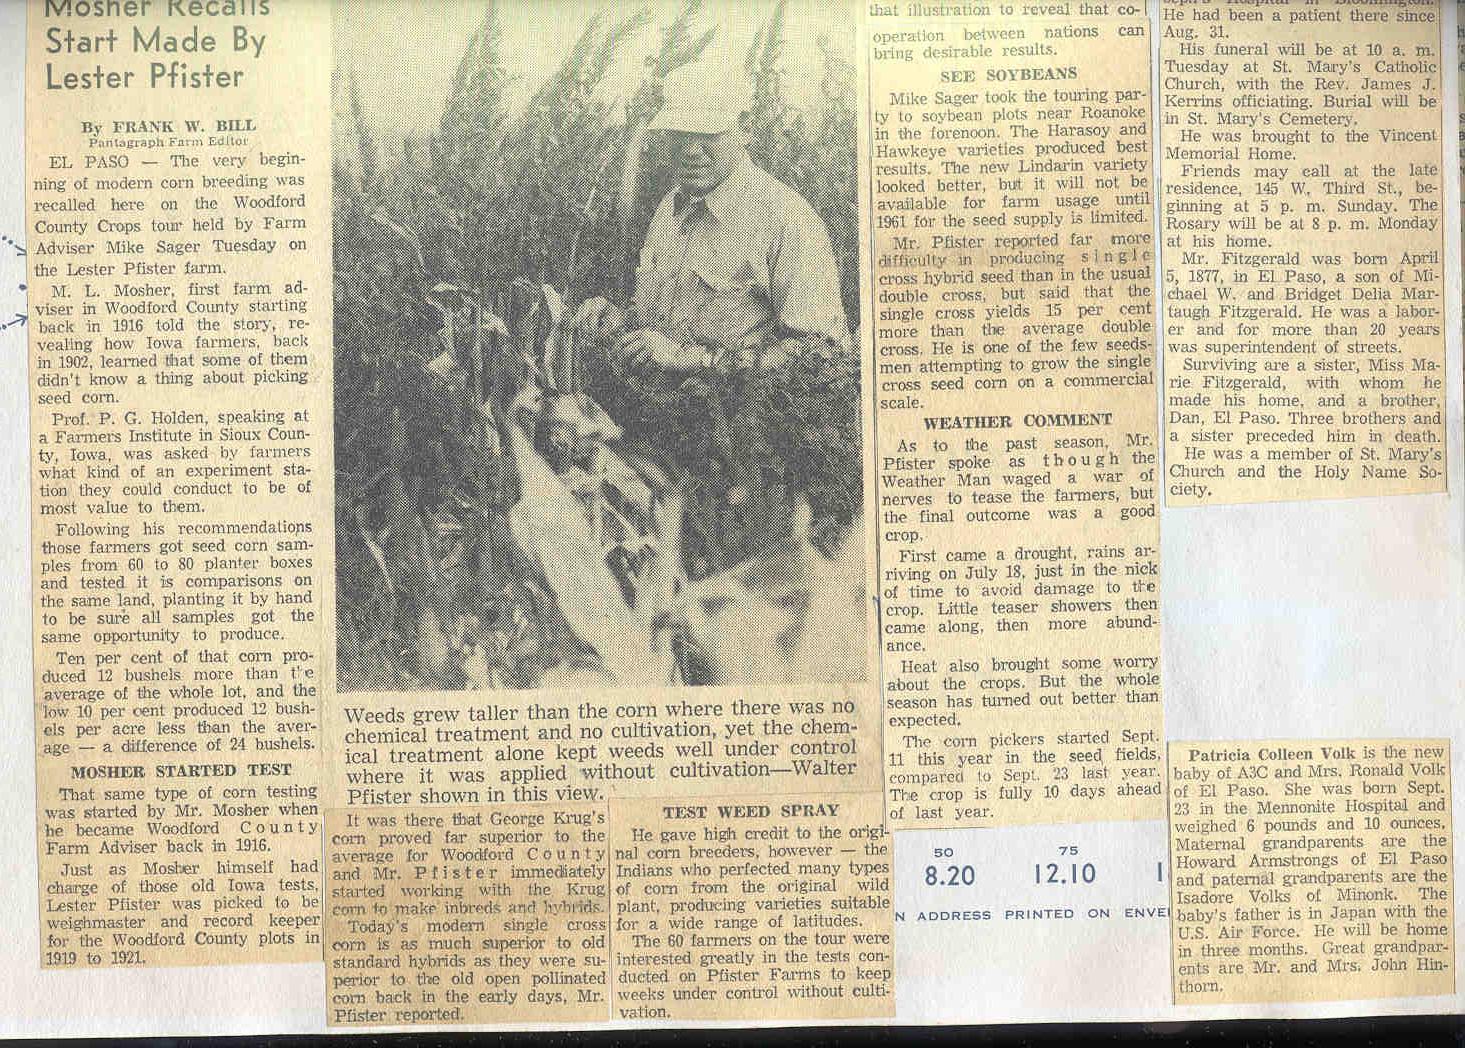 Mosher Recalls
Start Made By
Lester Pfister
By FRANK W. BILL
Pantagraph Farm Editor
EL PASO — The very begin-
ning of modern corn breeding was
recalled here on the Woodford
County Crops tour held by Farm
Adviser Mike Sager Tuesday on
the Lester Pfister farm.
M. L. Mosher, first farm ad-
viser in Woodford County starting
back in 1916 told the story, re-
vealing how Iowa farmers, back
in 1902, learned that some of them
didn't know a thing about picking
seed corn.
Prof. P. G. Holden, speaking at
a Farmers Institute in Sioux Coun-
ty, Iowa, was asked by farmers
what kind of an experiment sta-
tion they could conduct to be of
most value to them.
Following his recommendations
those farmers got seed corn sam-
ples from 60 to 80 planter boxes
and tested it is comparisons on
the same land, planting it by hand
to be sure all samples got the
same opportunity to produce.
Ten per cent of that corn pro-
duced 12 bushels more than the
average of the whole lot, and the
low 10 per cent produced 12 bush-
els per acre less than the aver-
age — a difference of 24 bushels.
MOSHER STARTED TEST
That same type of corn testing
was started by Mr. Mosher when
he became Woodford County
Farm Adviser back in 1916.
Just as Mosher himself had
charge of those old Iowa tests,
Lester Pfister was picked to be
weighmaster and record keeper
for the Woodford County plots in
1919 to 1921.
Weeds grew taller than the corn where there was no
chemical treatment and no cultivation, yet the chem-
ical treatment alone kept weeds well under control
where it was applied without cultivation—Walter
Pfister shown in this view.
It was there that George Krug's
corn proved far superior to the
average for Woodford County
and Mr. Pfister immediately
started working with the Krug
corn to make inbreds and hybrids.
Today's modern single cross
corn is as much superior to old
standard hybrids as they were su-
perior to the old open pollinated
corn back in the early days, Mr.
Pfister reported.
TEST WEED SPRAY
He gave high credit to the origi-
nal corn breeders, however — the
Indians who perfected many types
of corn from the original wild
plant, producing varieties suitable
for a wide range of latitudes.
The 60 farmers on the tour were
interested greatly in the tests con-
ducted on Pfister Farms to keep
weeks under control without culti-
vation.
that illustration to reveal that co-
operation between nations can
bring desirable results.
SEE SOYBEANS
Mike Sager took the touring par-
ty to soybean plots near Roanoke
in the forenoon. The Harasoy and
Hawkeye varieties produced best
results. The new Lindarin variety
looked better, but it will not be
available for farm usage until
1961 for the seed supply is limited.
Mr. Pfister reported far more
difficulty in producing single
cross hybrid seed than in the usual
double cross, but said that the
single cross yields 15 per cent
more than the average double
cross. He is one of the few seeds-
men attempting to grow the single
cross seed corn on a commercial
scale.
WEATHER COMMENT
As to the past season, Mr.
Pfister spoke as though the
Weather Man waged a war of
nerves to tease the farmers, but
the final outcome was a good
crop.
First came a drought, rains ar-
riving on July 18, just in the nick
of time to avoid damage to the
crop. Little teaser showers then
came along, then more abund-
ance.
Heat also brought some worry
about the crops. But the whole
season has turned out better than
expected.
The corn pickers started Sept.
11 this year in the seed fields,
compared to Sept. 23 last year.
The crop is fully 10 days ahead
of last year.
50 75
8.20 12.10 1
N ADDRESS PRINTED ON ENVE
Hospital in Bloomington.
He had been a patient there since
Aug. 31.
His funeral will be at 10 a. m.
Tuesday at St. Mary's Catholic
Church, with the Rev. James J.
Kerrins officiating. Burial will be
in St. Mary's Cemetery.
He was brought to the Vincent
Memorial Home.
Friends may call at the late
residence, 145 W. Third St., be-
ginning at 5 p. m. Sunday. The
Rosary will be at 8 p. m. Monday
at his home.
Mr. Fitzgerald was born April
5, 1877, in El Paso, a son of Mi-
chael W. and Bridget Delia Mar-
taugh Fitzgerald. He was a labor-
er and for more than 20 years
was superintendent of streets.
Surviving are a sister, Miss Ma-
rie Fitzgerald, with whom he
made his home, and a brother,
Dan, El Paso. Three brothers and
a sister preceded him in death.
He was a member of St. Mary's
Church and the Holy Name So-
ciety.
Patricia Colleen Volk is the new
baby of A3C and Mrs. Ronald Volk
of El Paso. She was born Sept.
23 in the Mennonite Hospital and
weighed 6 pounds and 10 ounces.
Maternal grandparents are the
Howard Armstrongs of El Paso
and paternal grandparents are the
Isadore Volks of Minonk. The
baby's father is in Japan with the
U.S. Air Force. He will be home
in three months. Great grandpar-
ents are Mr. and Mrs. John Hin-
thorn.